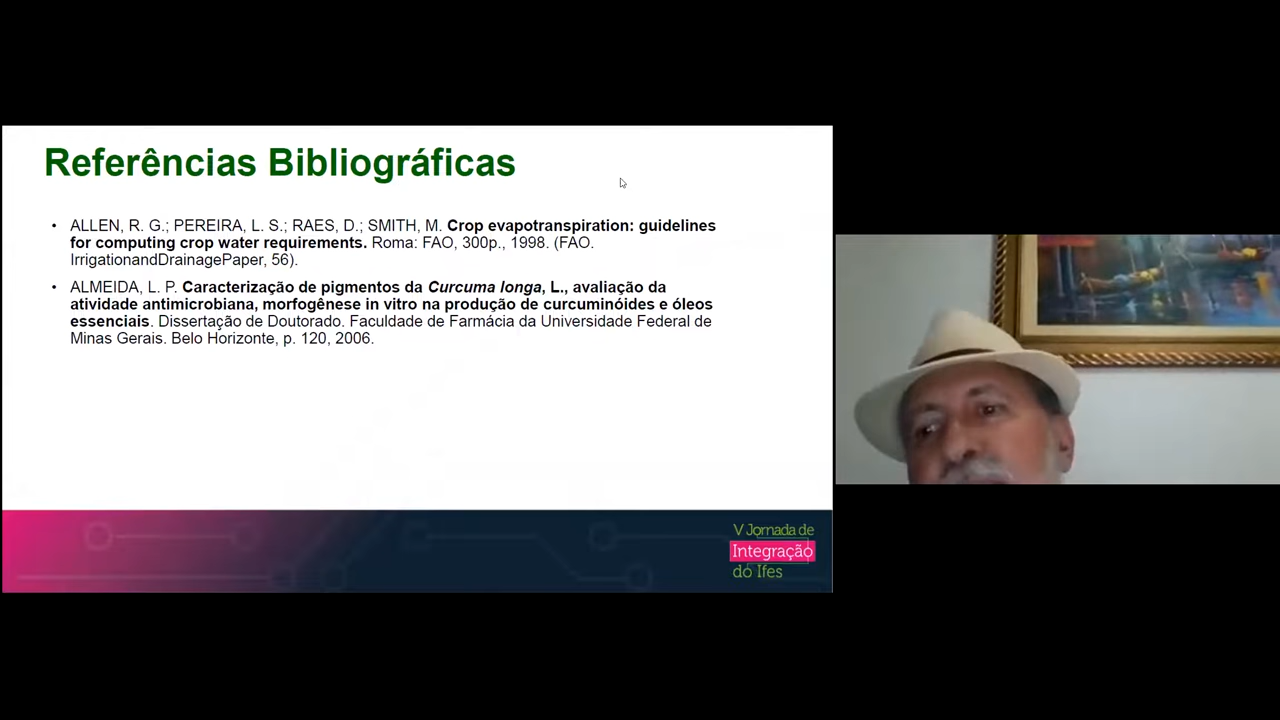 Referências Bibliográficas
• ALLEN, R. G.; PEREIRA, L. S.; RAES, D.; SMITH, M. Crop evapotranspiration: guidelines
for computing crop water requirements. Roma: FAO, 300p., 1998. (FAO.
IrrigationandDrainagePaper, 56).
• ALMEIDA, L. P. Caracterização de pigmentos da Curcuma longa, L., avaliação da
atividade antimicrobiana, morfogênese in vitro na produção de curcuminóides e óleos
essenciais. Dissertação de Doutorado. Faculdade de Farmácia da Universidade Federal de
Minas Gerais. Belo Horizonte, p. 120, 2006.
V Jornada de
Integração
do Ifes